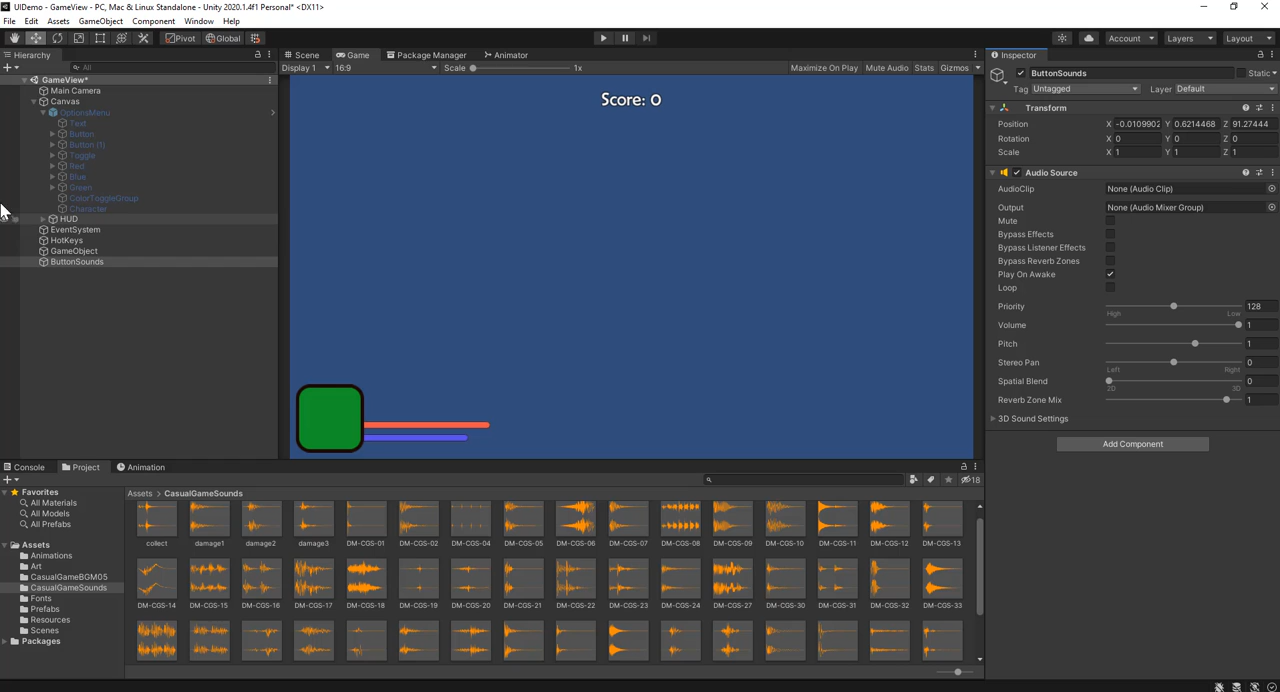 UIDemo - GameView - PC, Mac & Linux Standalone - Unity 2020.1.4f1 Personal* <DX11>
File Edit Assets GameObject Component Window Help
Pivot Global Account Layers Layout
Hierarchy Scene Game Package Manager Animator Inspector
All Display 1 16:9 Scale 1x Maximize On Play Mute Audio Stats Gizmos
ButtonSounds Static
Tag Untagged Layer Default
GameView*
Main Camera
Canvas
OptionsMenu
Text
Button
Button (1)
Toggle
Red
Blue
Green
ColorToggleGroup
Character
HUD
EventSystem
HotKeys
GameObject
ButtonSounds
Score: 0
Transform
Position X -0.0109902 Y 0.6214468 Z 91.27444
Rotation X 0 Y 0 Z 0
Scale X 1 Y 1 Z 1
Audio Source
AudioClip None (Audio Clip)
Output None (Audio Mixer Group)
Mute
Bypass Effects
Bypass Listener Effects
Bypass Reverb Zones
Play On Awake
Loop
Priority 128
High Low
Volume 1
Pitch 1
Stereo Pan 0
Left Right
Spatial Blend 0
2D 3D
Reverb Zone Mix 1
3D Sound Settings
Add Component
Console Project Animation
18
Favorites
All Materials
All Models
All Prefabs
Assets
Animations
Art
CasualGameBGM05
CasualGameSounds
Fonts
Prefabs
Resources
Scenes
Packages
Assets > CasualGameSounds
collect damage1 damage2 damage3 DM-CGS-01 DM-CGS-02 DM-CGS-04 DM-CGS-05 DM-CGS-06 DM-CGS-07 DM-CGS-08 DM-CGS-09 DM-CGS-10 DM-CGS-11 DM-CGS-12 DM-CGS-13
DM-CGS-14 DM-CGS-15 DM-CGS-16 DM-CGS-17 DM-CGS-18 DM-CGS-19 DM-CGS-20 DM-CGS-21 DM-CGS-22 DM-CGS-23 DM-CGS-24 DM-CGS-27 DM-CGS-30 DM-CGS-31 DM-CGS-32 DM-CGS-33